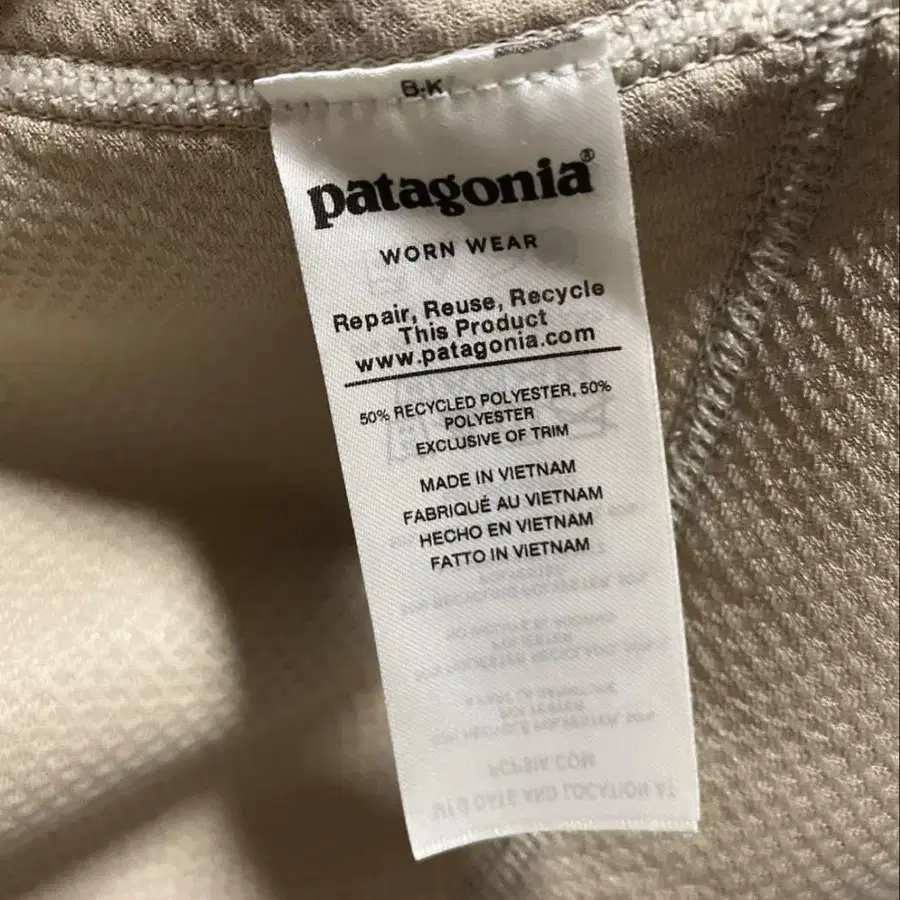 B-K
patagonia®
WORN WEAR
Repair, Reuse, Recycle
This Product
www.patagonia.com
50% RECYCLED POLYESTER, 50%
POLYESTER
EXCLUSIVE OF TRIM
MADE IN VIETNAM
FABRIQUÉ AU VIETNAM
HECHO EN VIETNAM
FATTO IN VIETNAM